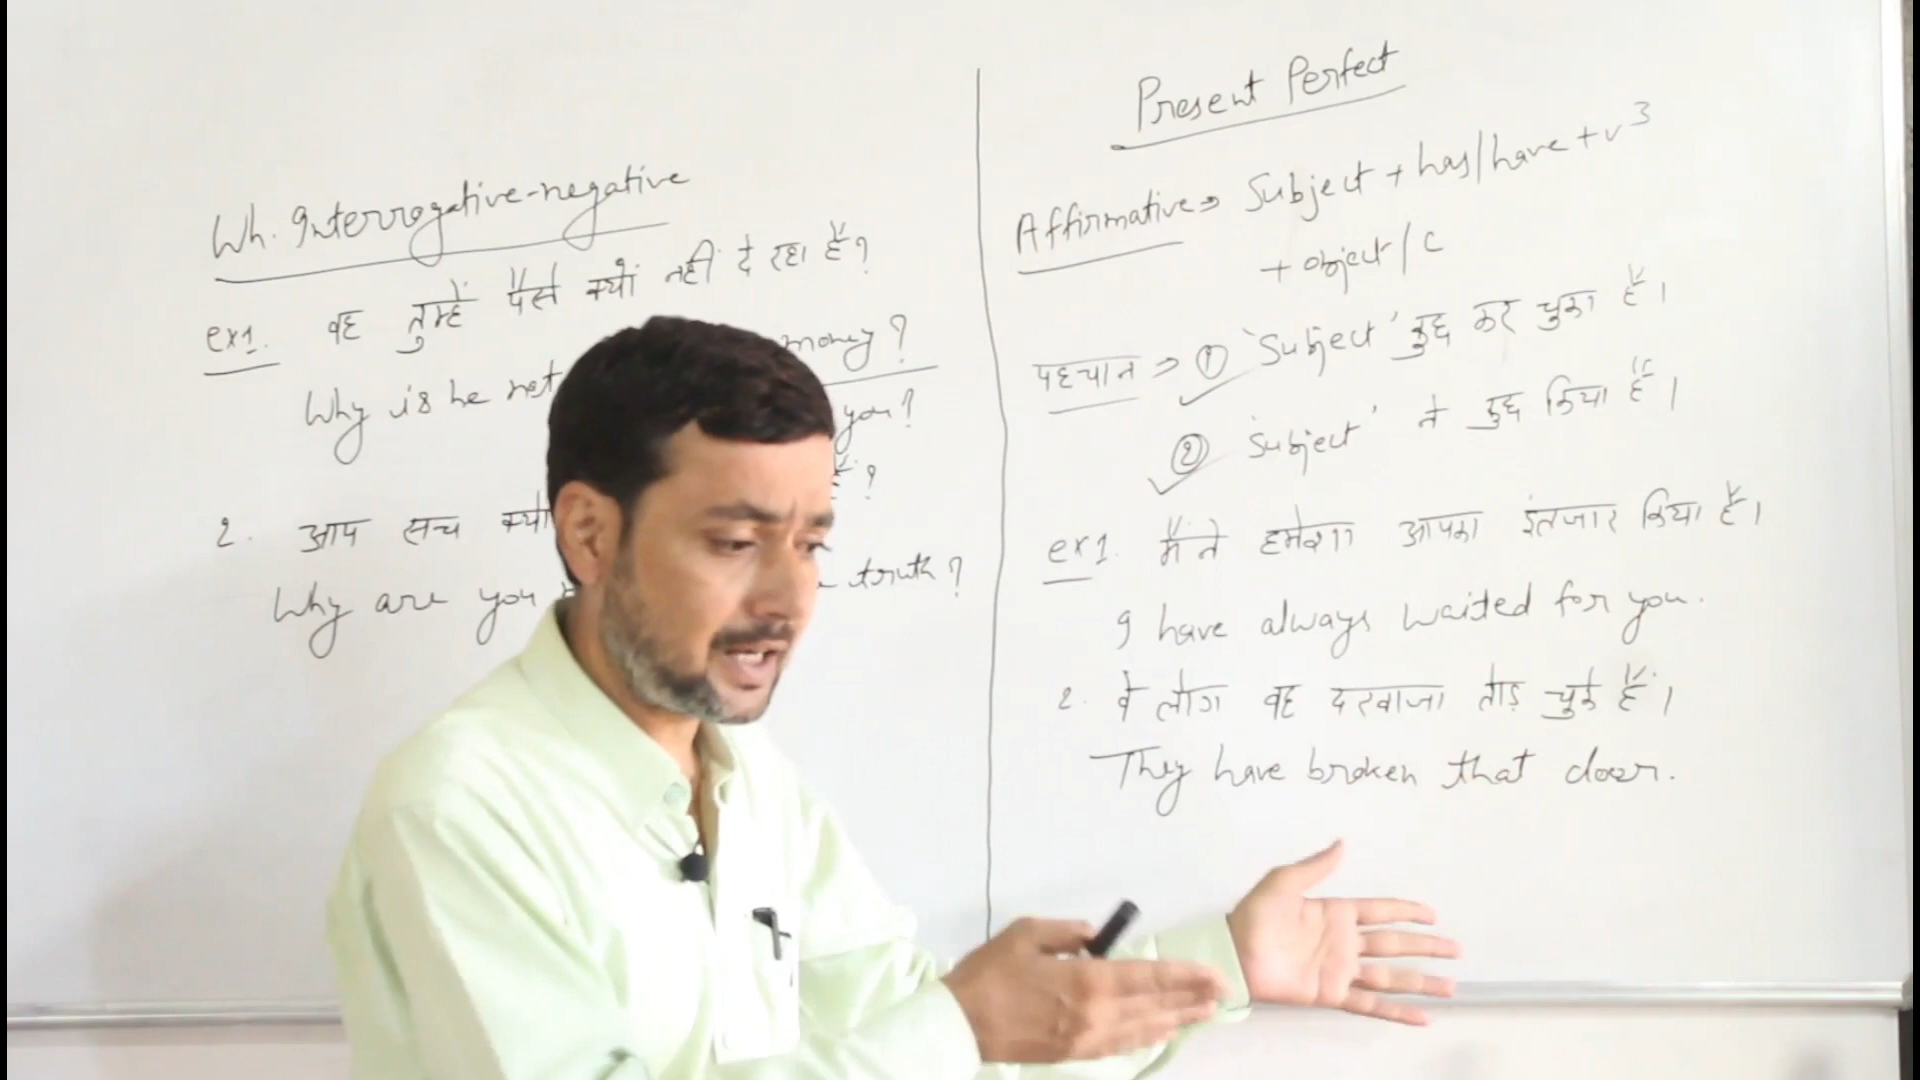 Wh. Interrogative-negative
ex1. वह तुम्हें पैसे क्यों नहीं दे रहा है?
Why is he not money?
you?
2. आप सच क्यों है?
Why are you truth?
Present Perfect
Affirmative⇒ Subject + has/have + v3
+ object/c
पहचान ⇒ ① 'Subject' कुछ कर चुका है।
② 'Subject' ने कुछ किया है।
ex1. मैंने हमेशा आपका इंतजार किया है।
I have always waited for you.
2. वे लोग वह दरवाजा तोड़ चुके हैं।
They have broken that door.